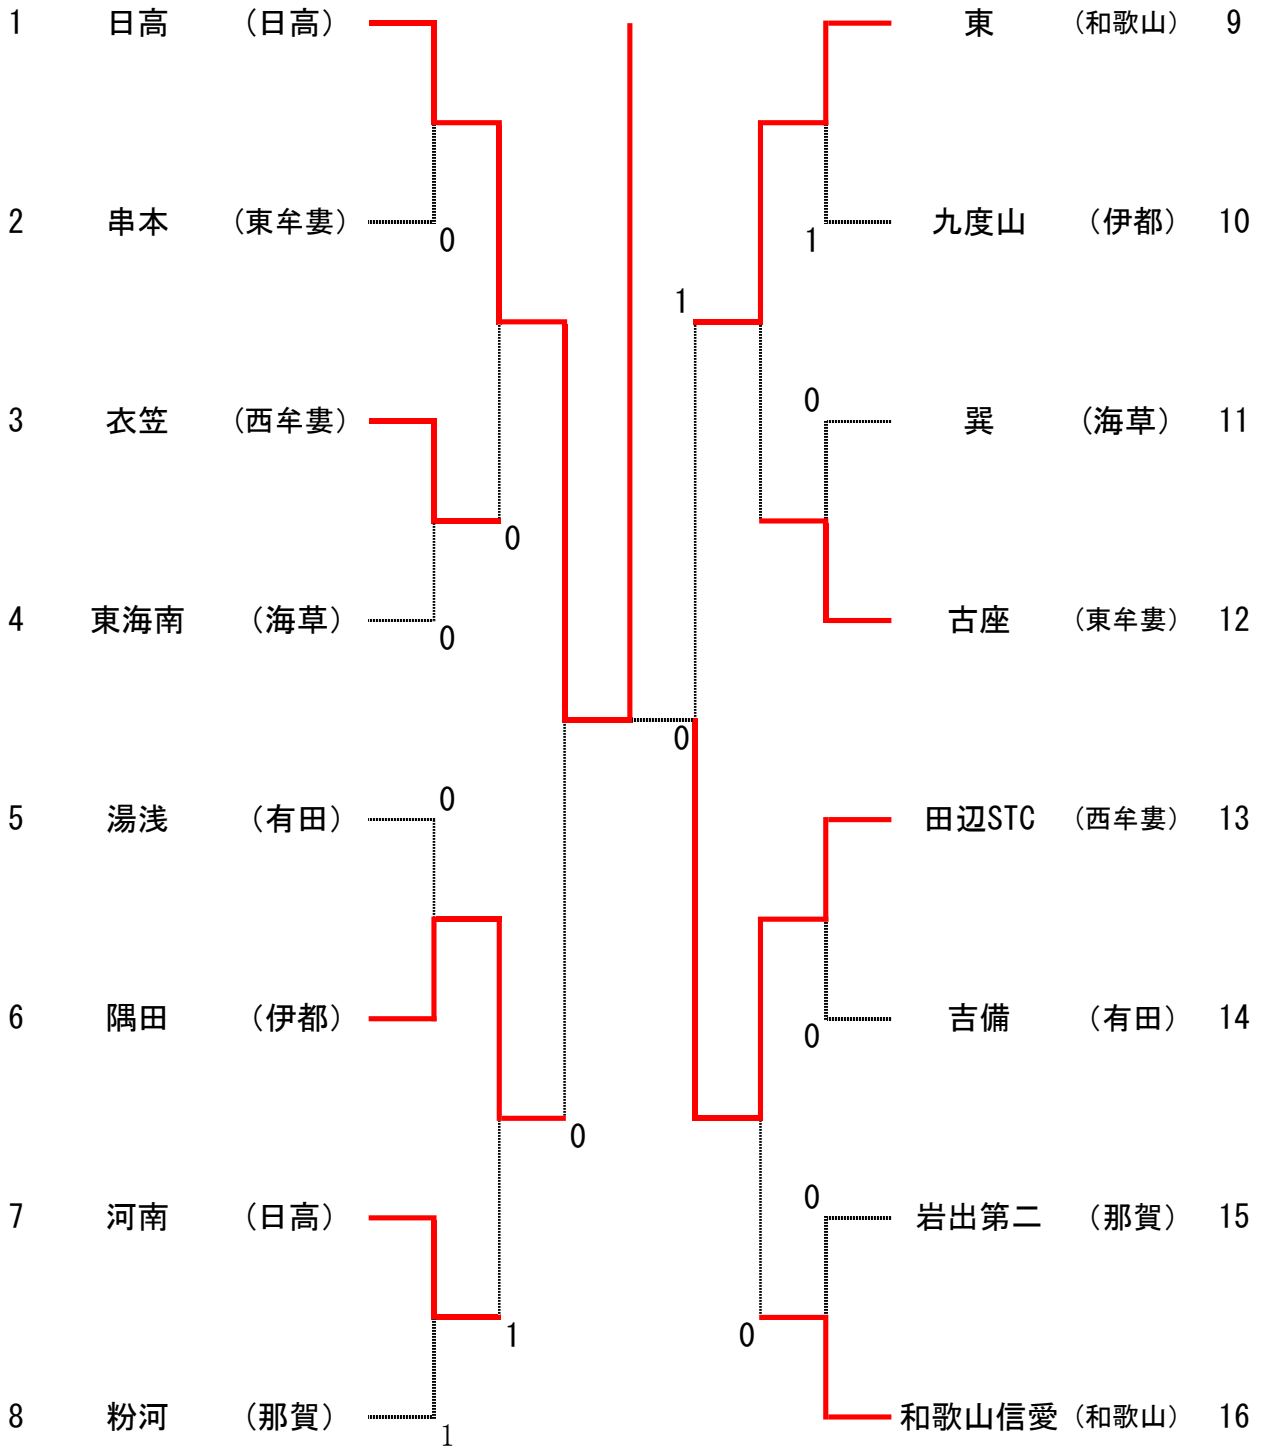 1 日高 (日高) 東 (和歌山) 9
2 串本 (東牟婁) 0 1 九度山 (伊都) 10
1
3 衣笠 (西牟婁) 0 巽 (海草) 11
0
4 東海南 (海草) 0 古座 (東牟婁) 12
0
5 湯浅 (有田) 0 田辺STC (西牟婁) 13
6 隅田 (伊都) 0 吉備 (有田) 14
0
7 河南 (日高) 0 岩出第二 (那賀) 15
1 0
8 粉河 (那賀) 1 和歌山信愛 (和歌山) 16